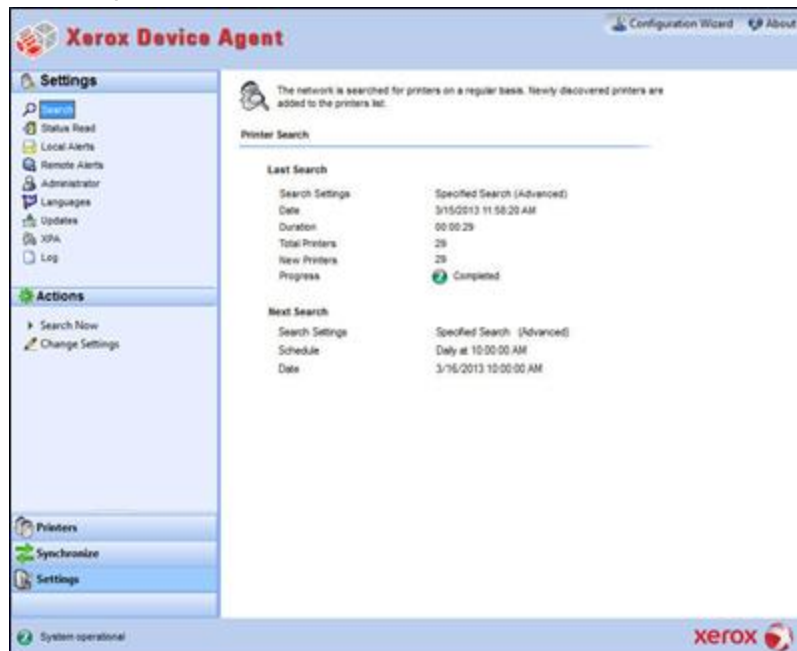 Xerox Device Agent
Configuration Wizard About
Settings
Search
Status Read
Local Alerts
Remote Alerts
Administrator
Languages
Updates
XPA
Log
Actions
Search Now
Change Settings
Printers
Synchronize
Settings
The network is searched for printers on a regular basis. Newly discovered printers are
added to the printers list.
Printer Search
Last Search
Search Settings Specified Search (Advanced)
Date 3/15/2013 11:58:20 AM
Duration 00:00:29
Total Printers 29
New Printers 29
Progress Completed
Next Search
Search Settings Specified Search (Advanced)
Schedule Daily at 10:00:00 AM
Date 3/16/2013 10:00:00 AM
System operational
xerox